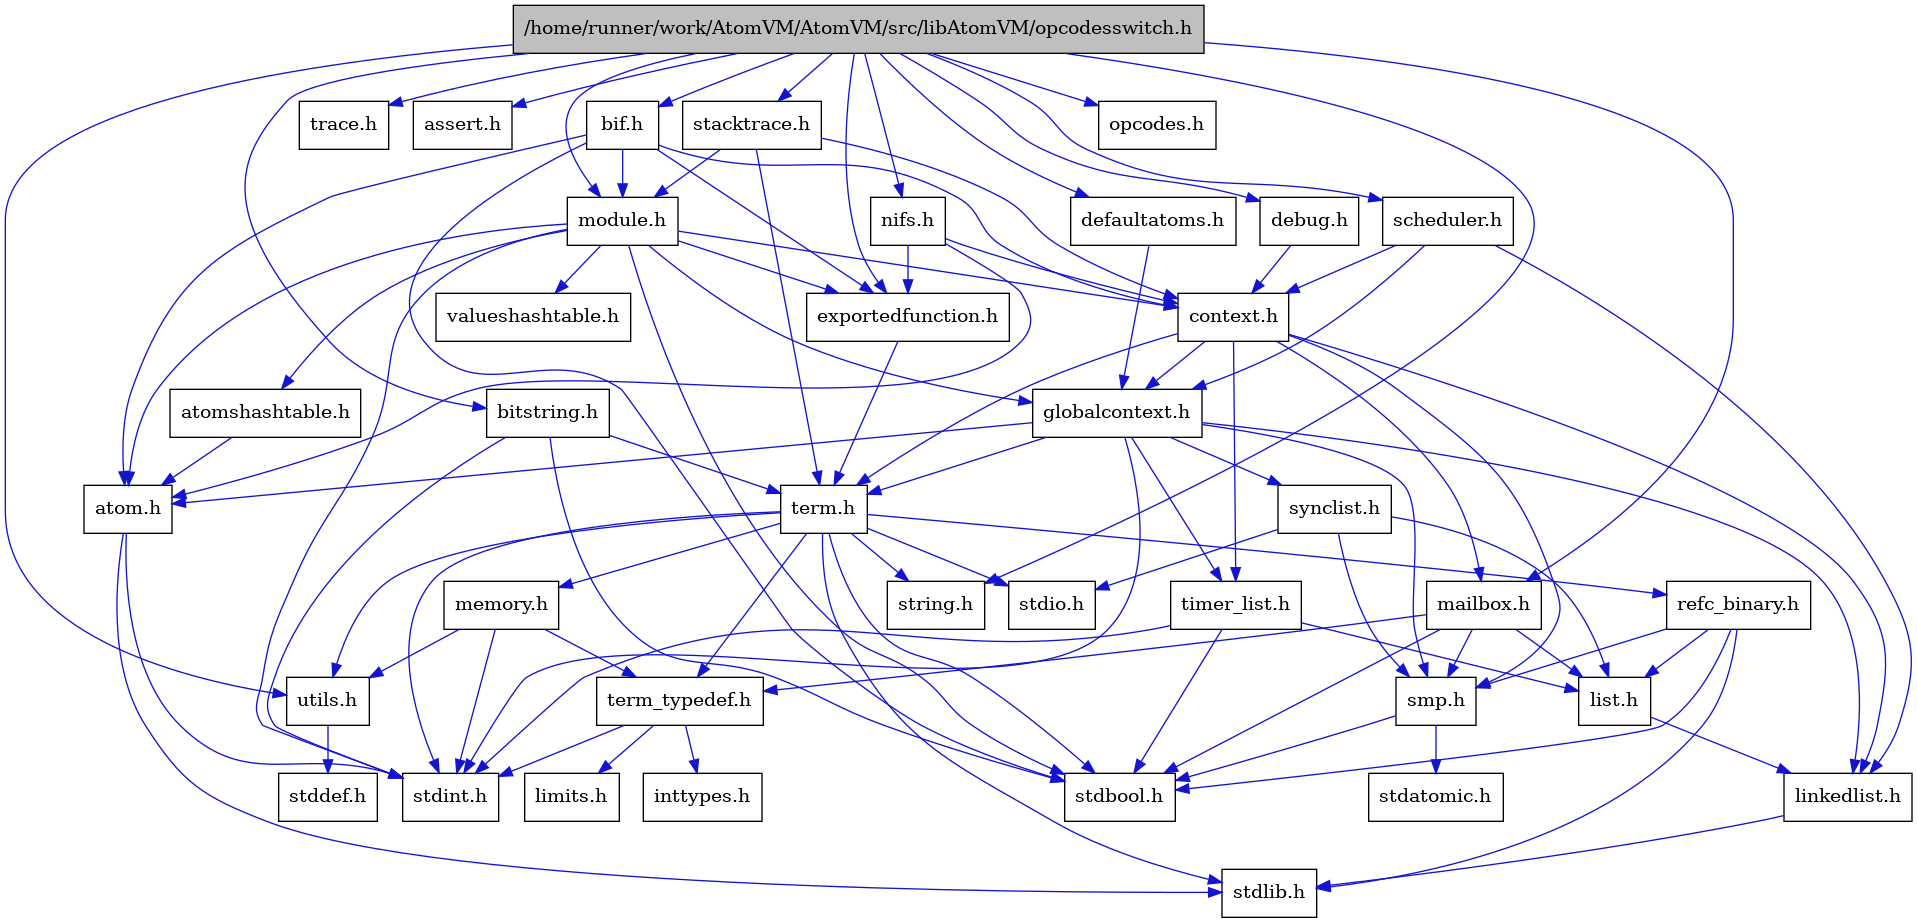 /home/runner/work/AtomVM/AtomVM/src/libAtomVM/opcodesswitch.h
trace.h
assert.h
bif.h
stacktrace.h
opcodes.h
module.h
nifs.h
defaultatoms.h
debug.h
scheduler.h
valueshashtable.h
exportedfunction.h
context.h
atomshashtable.h
bitstring.h
globalcontext.h
atom.h
term.h
synclist.h
memory.h
string.h
stdio.h
timer_list.h
mailbox.h
refc_binary.h
utils.h
term_typedef.h
smp.h
list.h
stddef.h
stdint.h
limits.h
inttypes.h
stdbool.h
stdatomic.h
linkedlist.h
stdlib.h